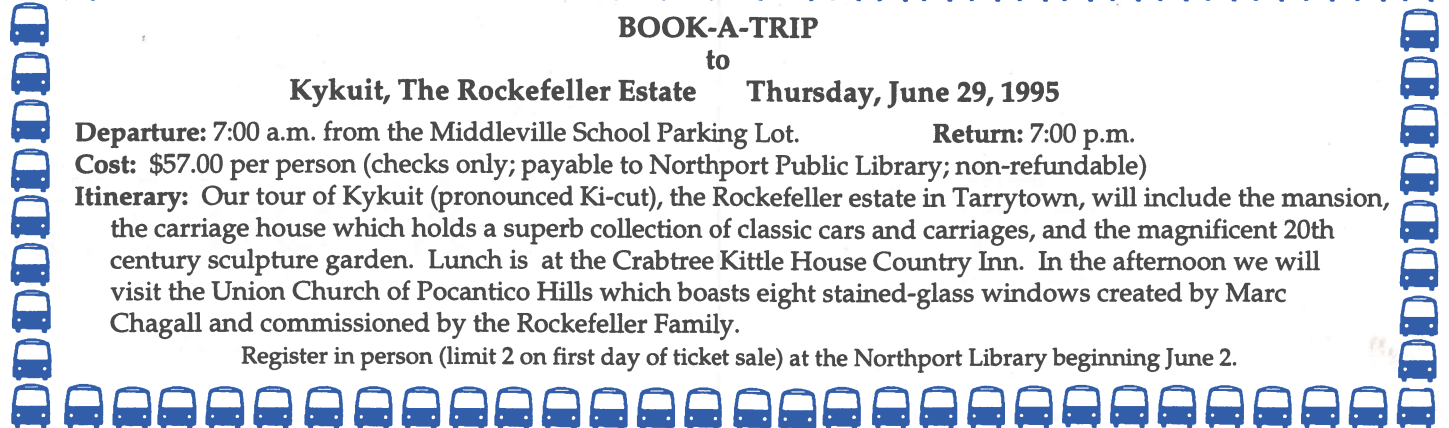 BOOK-A-TRIP
to
Kykuit, The Rockefeller Estate Thursday, June 29, 1995
Departure: 7:00 a.m. from the Middleville School Parking Lot. Return: 7:00 p.m.
Cost: $57.00 per person (checks only; payable to Northport Public Library; non-refundable)
Itinerary: Our tour of Kykuit (pronounced Ki-cut), the Rockefeller estate in Tarrytown, will include the mansion,
the carriage house which holds a superb collection of classic cars and carriages, and the magnificent 20th
century sculpture garden. Lunch is at the Crabtree Kittle House Country Inn. In the afternoon we will
visit the Union Church of Pocantico Hills which boasts eight stained-glass windows created by Marc
Chagall and commissioned by the Rockefeller Family.
Register in person (limit 2 on first day of ticket sale) at the Northport Library beginning June 2.